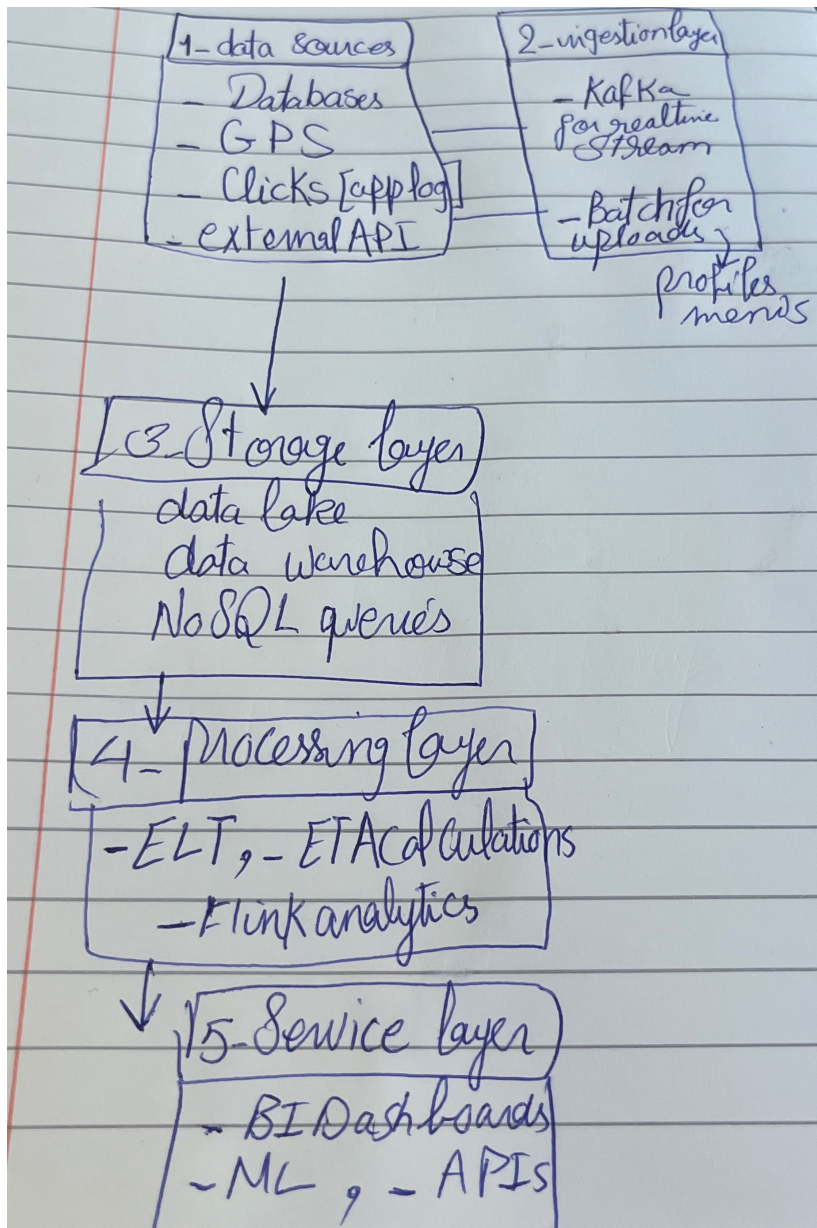 1- data sources
- Databases
- GPS
- Clicks [app log]
- external API
2- ingestion layer
- Kafka
for realtime
stream
- Batch for
uploads
profiles
menus
3- Storage layer
data lake
data warehouse
NoSQL queries
4- processing layer
- ELT, - ETA calculations
- Flink analytics
5- Service layer
- BI Dashboards
- ML, - APIs